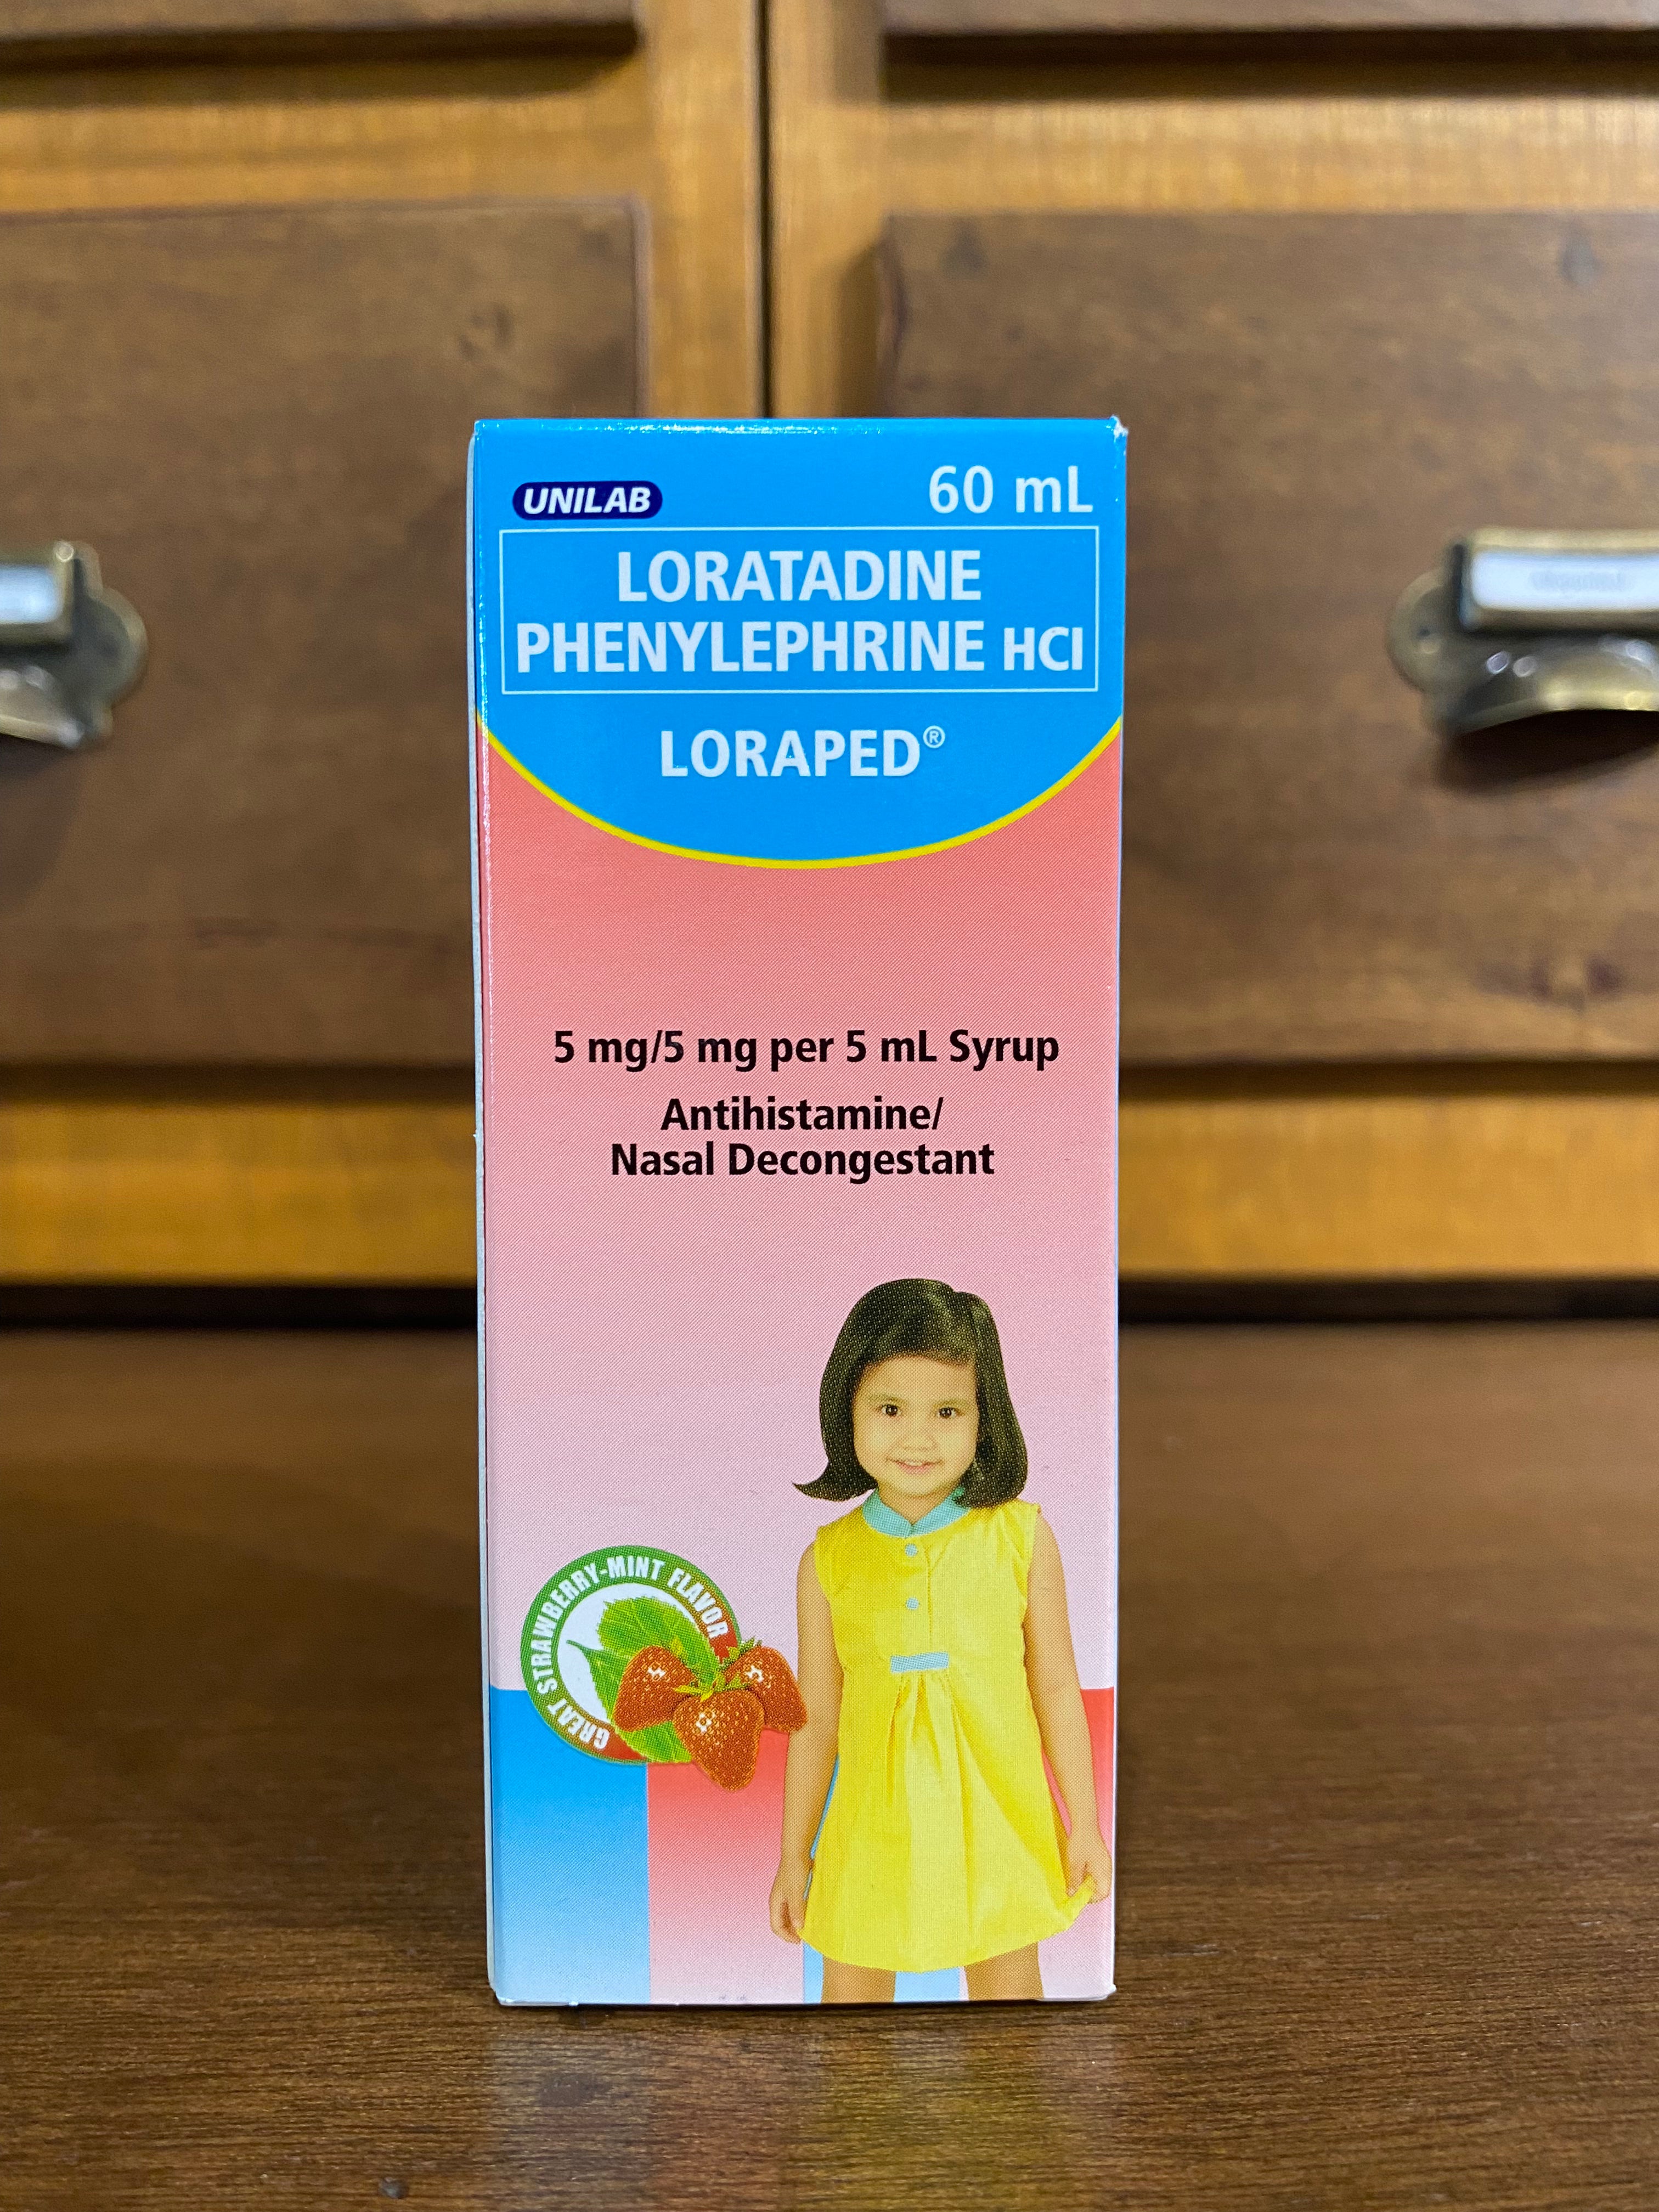 UNILAB
60 mL
LORATADINE
PHENYLEPHRINE HCl
LORAPED®
5 mg/5 mg per 5 mL Syrup
Antihistamine/
Nasal Decongestant
GREAT STRAWBERRY-MINT FLAVOR